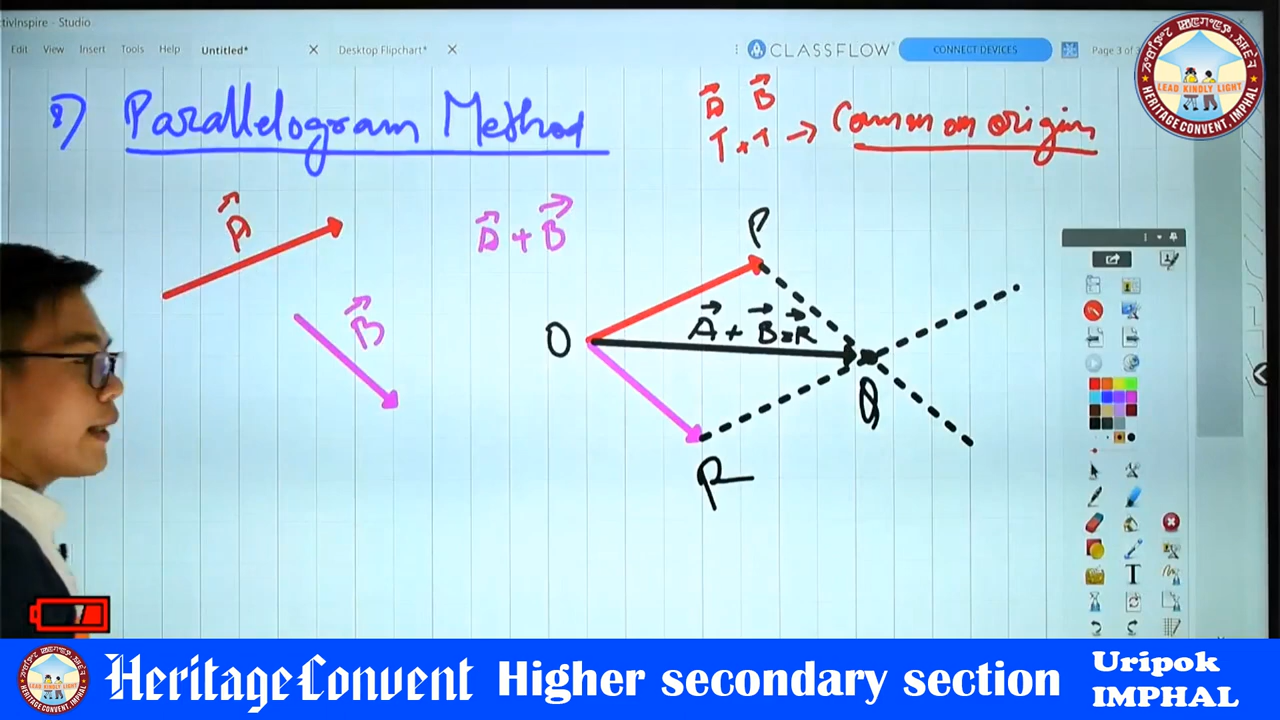 ctivInspire - Studio
Edit View Insert Tools Help Untitled* X Desktop Flipchart* X
CLASSFLOW CONNECT DEVICES Page 3 of 3
Parallelogram Method
A B
T T → Common origin
A
A + B
B
P
O
A + B = R
Q
R
T
LEAD KINDLY LIGHT
HERITAGE CONVENT, IMPHAL
Heritage Convent Higher secondary section
Uripok
IMPHAL